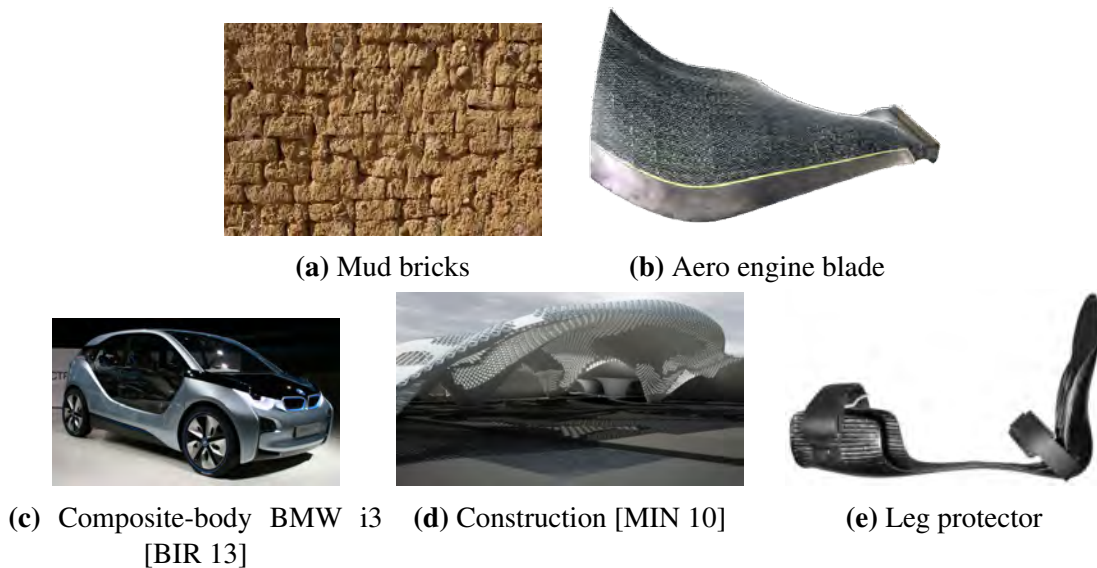 (a) Mud bricks
(b) Aero engine blade
(c) Composite-body BMW i3
[BIR 13]
(d) Construction [MIN 10]
(e) Leg protector